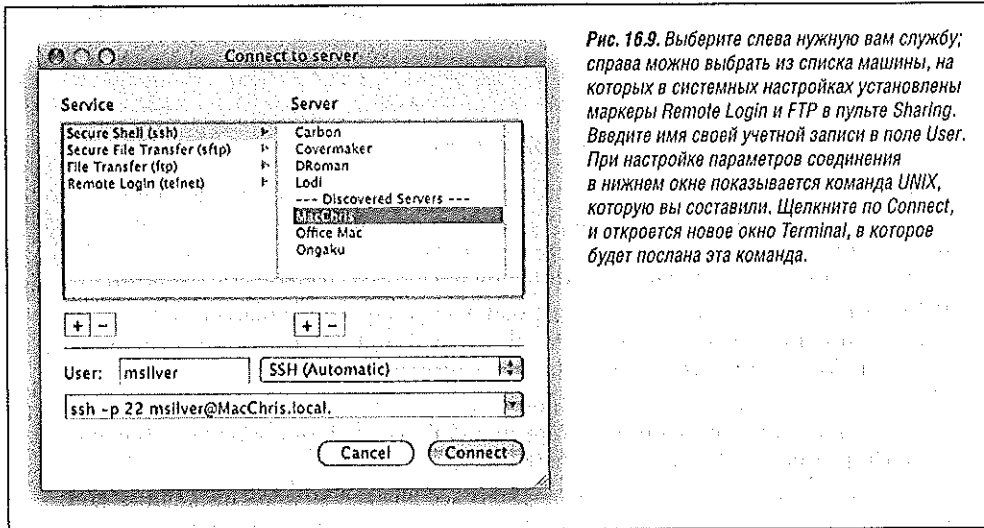 Connect to server
Service
Server
Secure Shell (ssh)
Secure File Transfer (sftp)
File Transfer (ftp)
Remote Login (telnet)
Carbon
Covermaker
DRoman
Lodi
--- Discovered Servers ---
MacChris
Office Mac
Ongaku
+ -
+ -
User: msilver
SSH (Automatic)
ssh -p 22 msilver@MacChris.local.
Cancel
Connect
Рис. 16.9. Выберите слева нужную вам службу;
справа можно выбрать из списка машины, на
которых в системных настройках установлены
маркеры Remote Login и FTP в пульте Sharing.
Введите имя своей учетной записи в поле User.
При настройке параметров соединения
в нижнем окне показывается команда UNIX,
которую вы составили. Щелкните по Connect,
и откроется новое окно Terminal, в которое
будет послана эта команда.